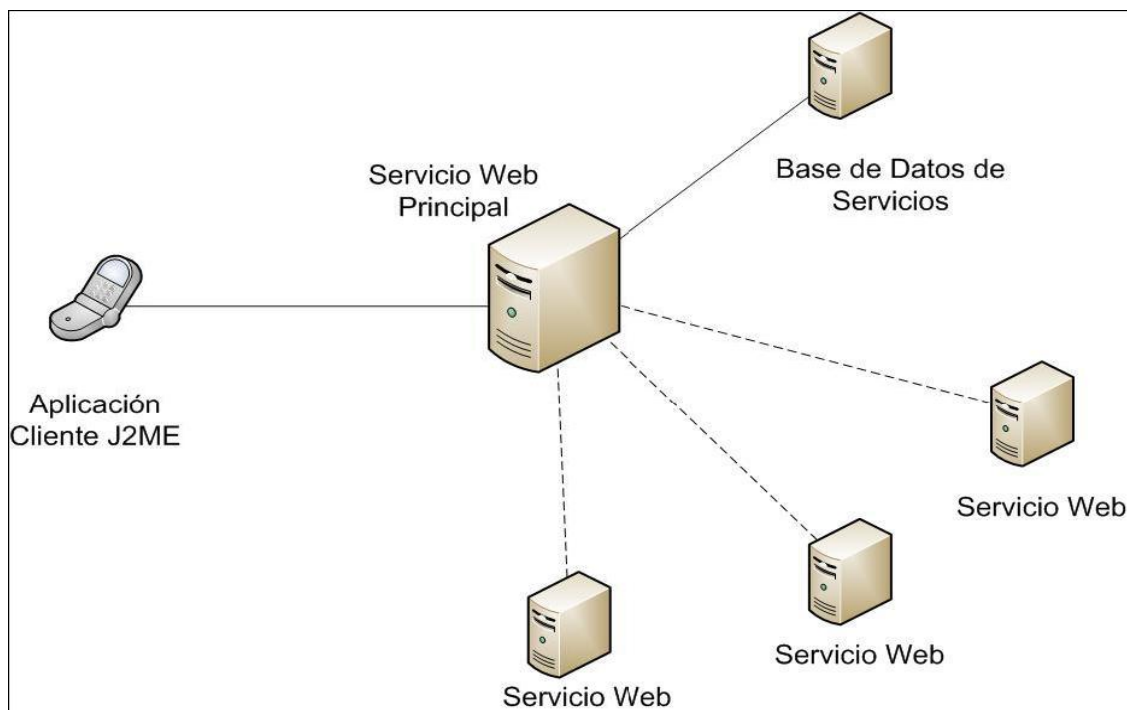 Servicio Web
Principal
Base de Datos de
Servicios
Aplicación
Cliente J2ME
Servicio Web
Servicio Web
Servicio Web